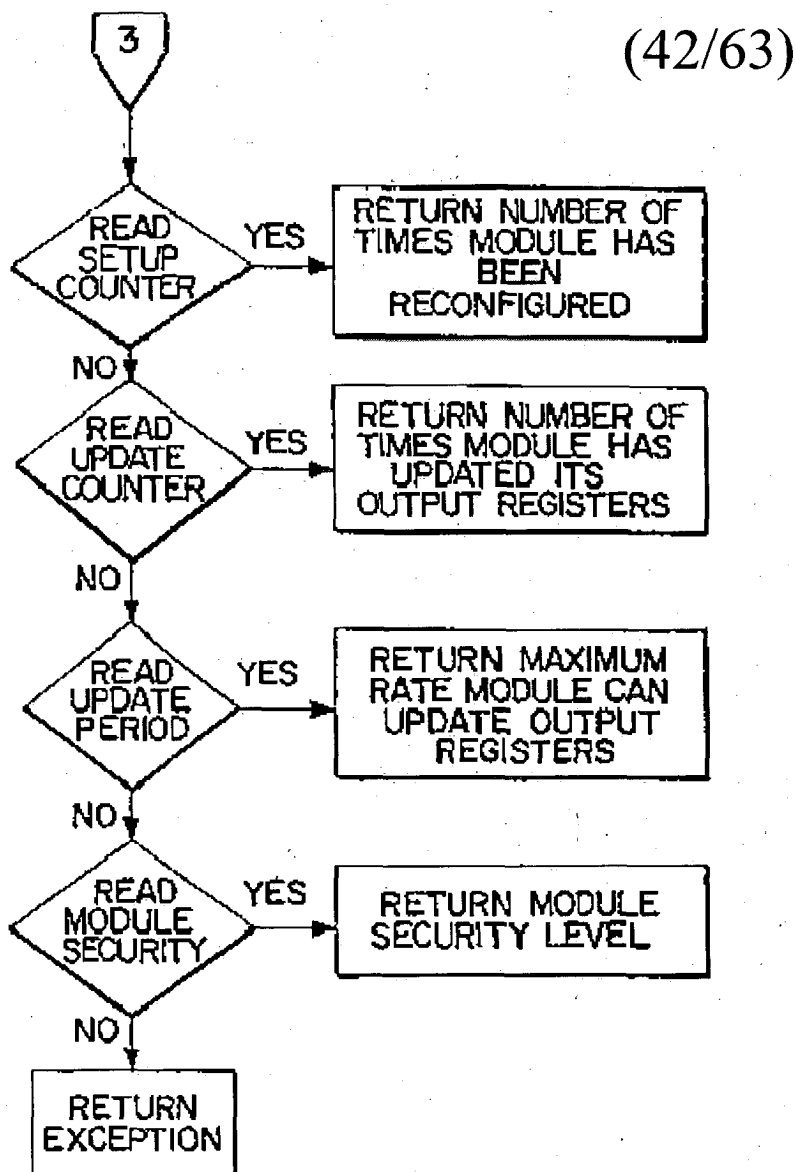 3
(42/63)
READ
SETUP
COUNTER
YES
RETURN NUMBER OF
TIMES MODULE HAS
BEEN
RECONFIGURED
NO
READ
UPDATE
COUNTER
YES
RETURN NUMBER OF
TIMES MODULE HAS
UPDATED ITS
OUTPUT REGISTERS
NO
READ
UPDATE
PERIOD
YES
RETURN MAXIMUM
RATE MODULE CAN
UPDATE OUTPUT
REGISTERS
NO
READ
MODULE
SECURITY
YES
RETURN MODULE
SECURITY LEVEL
NO
RETURN
EXCEPTION